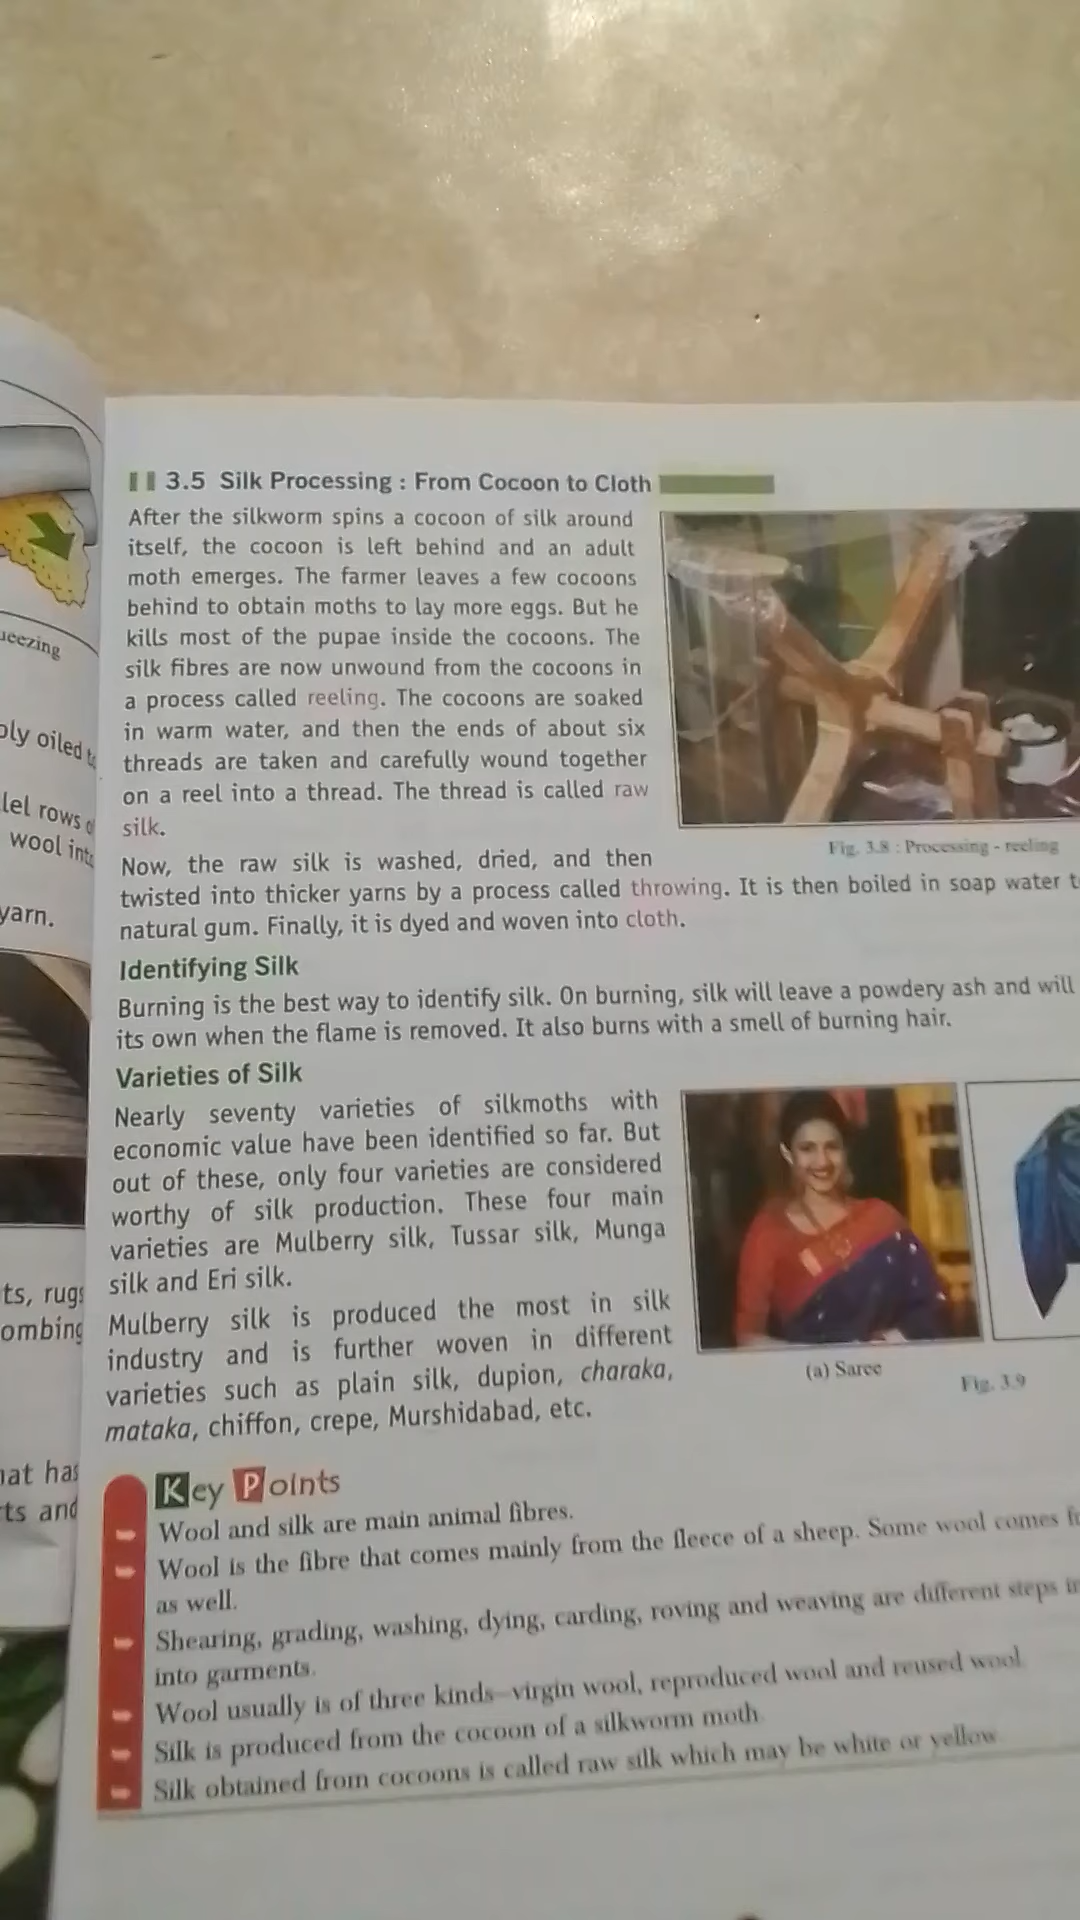 ueezing
oly oiled to
lel rows of
wool into
yarn.
ts, rugs
ombing
hat has
ts and
3.5 Silk Processing : From Cocoon to Cloth
After the silkworm spins a cocoon of silk around
itself, the cocoon is left behind and an adult
moth emerges. The farmer leaves a few cocoons
behind to obtain moths to lay more eggs. But he
kills most of the pupae inside the cocoons. The
silk fibres are now unwound from the cocoons in
a process called reeling. The cocoons are soaked
in warm water, and then the ends of about six
threads are taken and carefully wound together
on a reel into a thread. The thread is called raw
silk.
Fig. 3.8 : Processing - reeling
Now, the raw silk is washed, dried, and then
twisted into thicker yarns by a process called throwing. It is then boiled in soap water t
natural gum. Finally, it is dyed and woven into cloth.
Identifying Silk
Burning is the best way to identify silk. On burning, silk will leave a powdery ash and will
its own when the flame is removed. It also burns with a smell of burning hair.
Varieties of Silk
Nearly seventy varieties of silkmoths with
economic value have been identified so far. But
out of these, only four varieties are considered
worthy of silk production. These four main
varieties are Mulberry silk, Tussar silk, Munga
silk and Eri silk.
Mulberry silk is produced the most in silk
industry and is further woven in different
varieties such as plain silk, dupion, charaka,
mataka, chiffon, crepe, Murshidabad, etc.
(a) Saree
Fig. 3.9
Key Points
Wool and silk are main animal fibres.
Wool is the fibre that comes mainly from the fleece of a sheep. Some wool comes f
as well.
Shearing, grading, washing, dying, carding, roving and weaving are different steps i
into garments.
Wool usually is of three kinds–virgin wool, reproduced wool and reused wool.
Silk is produced from the cocoon of a silkworm moth.
Silk obtained from cocoons is called raw silk which may be white or yellow.